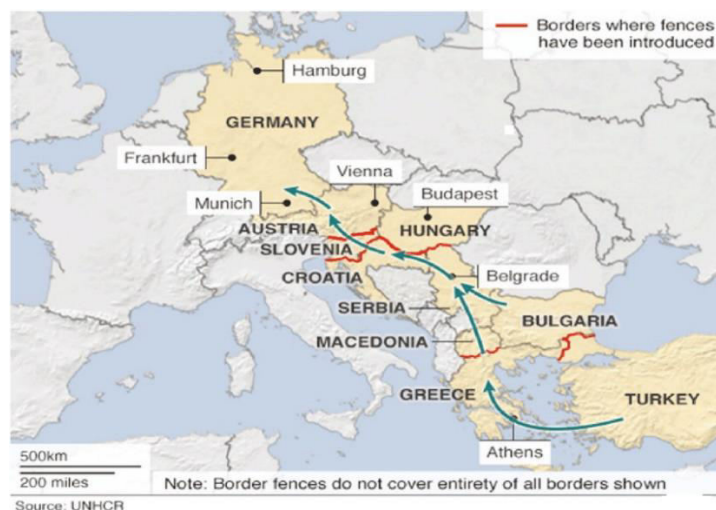 Borders where fences
have been introduced
Hamburg
GERMANY
Frankfurt
Vienna
Munich
Budapest
AUSTRIA
HUNGARY
SLOVENIA
CROATIA
Belgrade
SERBIA
BULGARIA
MACEDONIA
GREECE
TURKEY
Athens
500km
200 miles
Note: Border fences do not cover entirety of all borders shown
Source: UNHCR